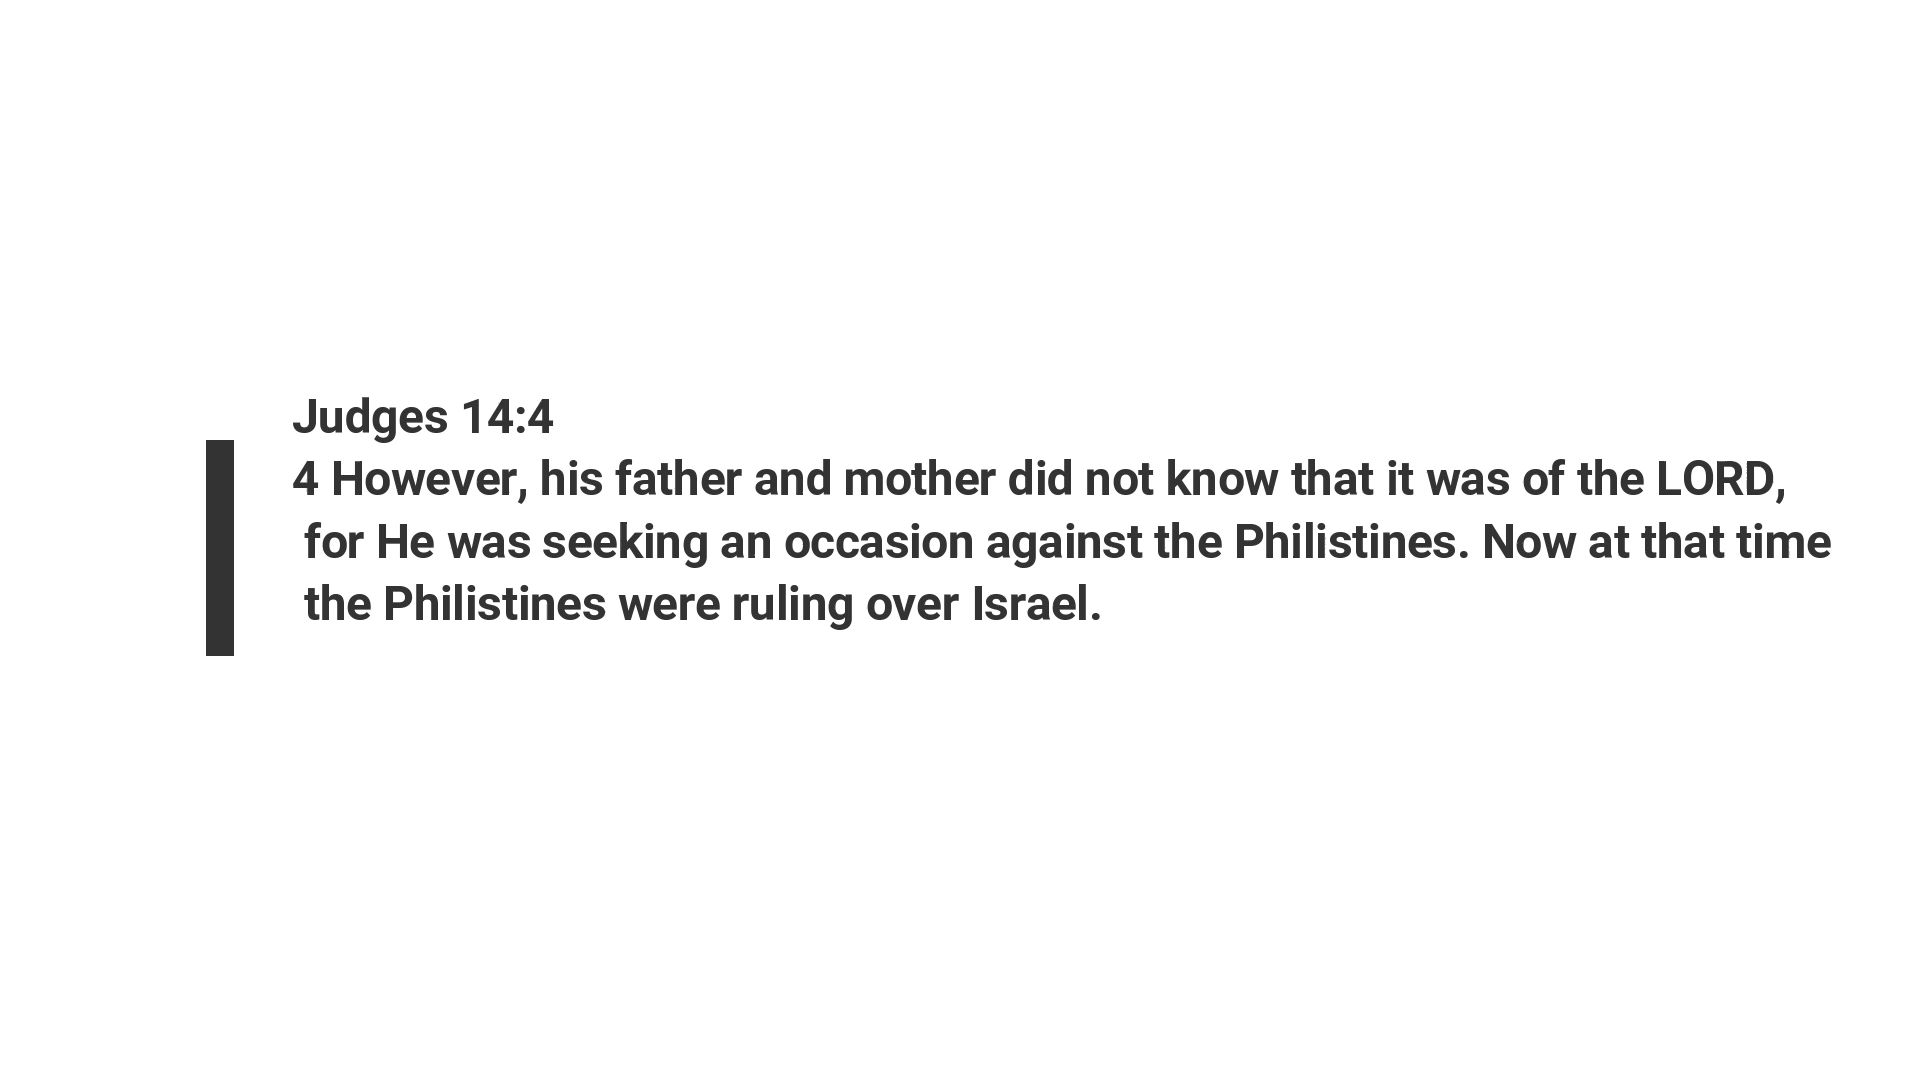 Judges 14:4
4 However, his father and mother did not know that it was of the LORD,
for He was seeking an occasion against the Philistines. Now at that time
the Philistines were ruling over Israel.